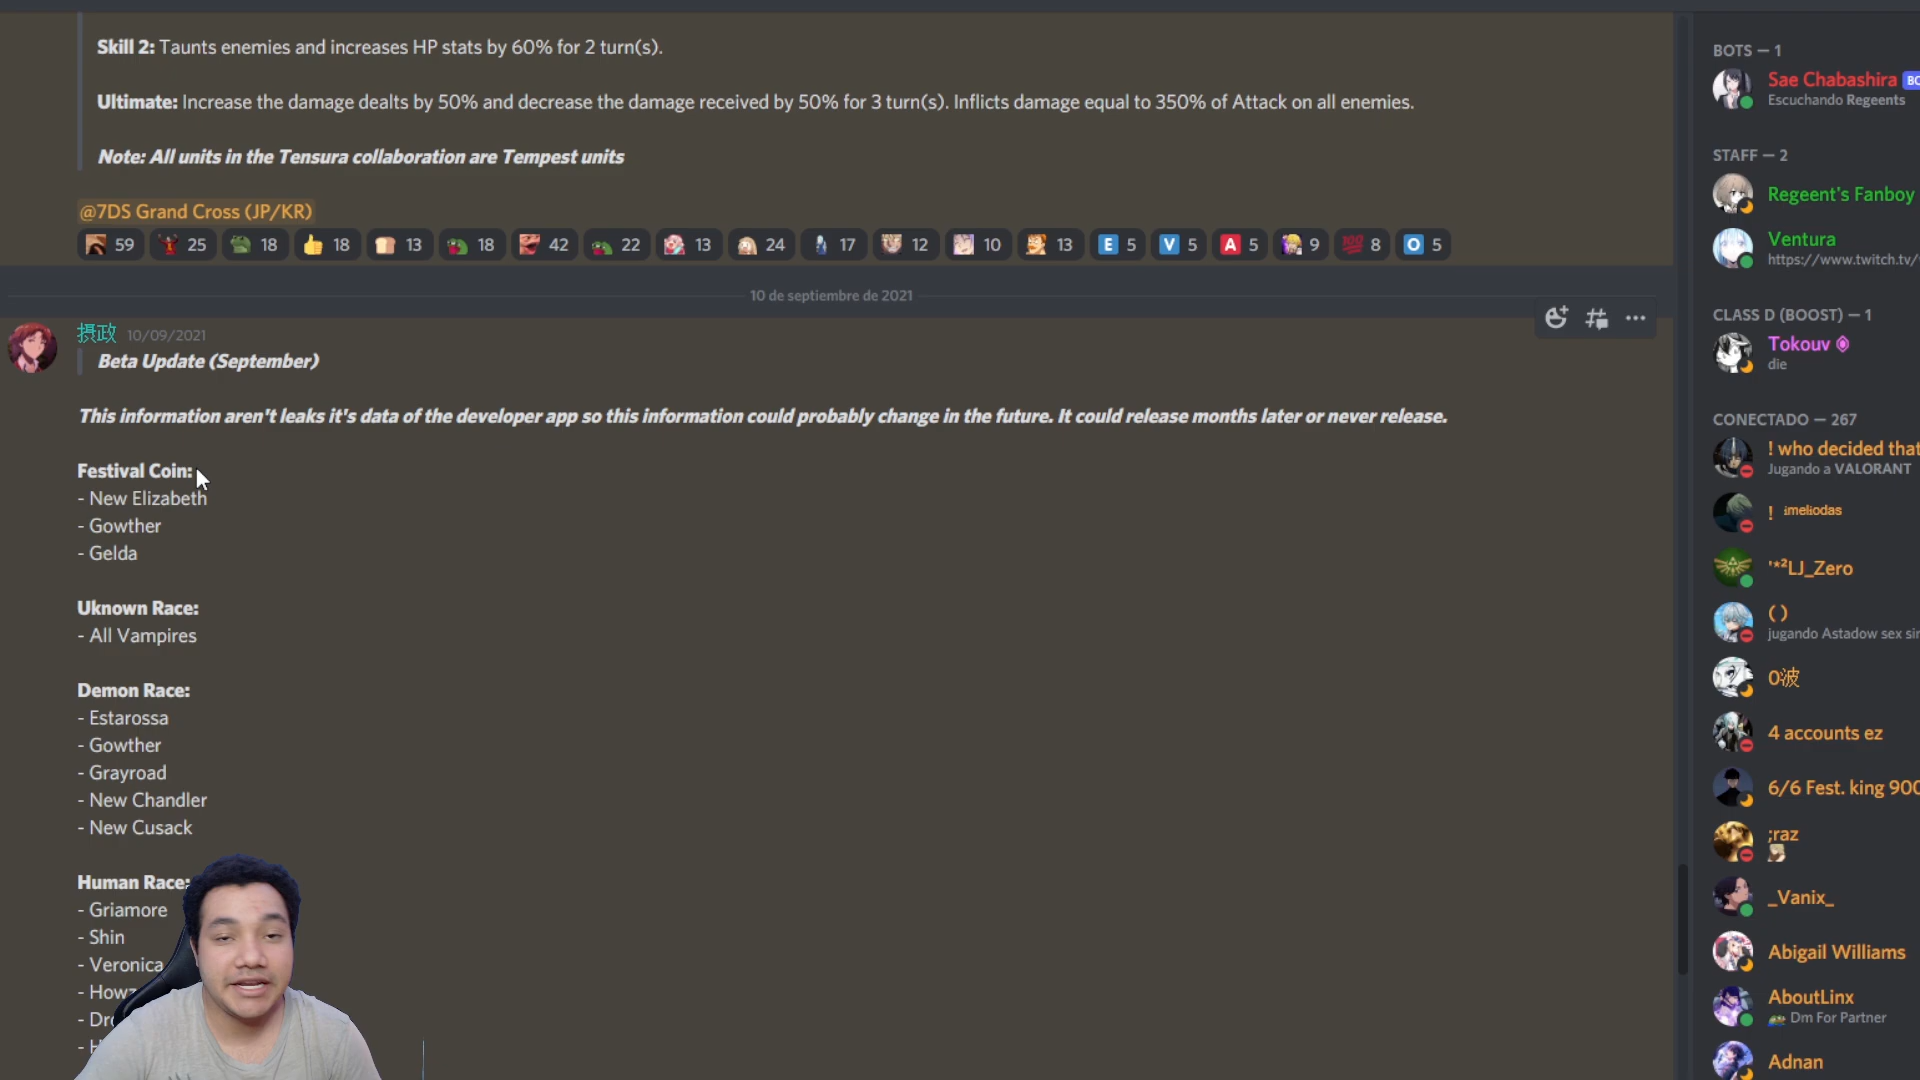 Skill 2: Taunts enemies and increases HP stats by 60% for 2 turn(s).
Ultimate: Increase the damage dealts by 50% and decrease the damage received by 50% for 3 turn(s). Inflicts damage equal to 350% of Attack on all enemies.
Note: All units in the Tensura collaboration are Tempest units
@7DS Grand Cross (JP/KR)
59 25 18 18 13 18 42 22 13 24 17 12 10 13 E 5 V 5 A 5 9 100 8 O 5
10 de septiembre de 2021
摂政 10/09/2021
Beta Update (September)
This information aren't leaks it's data of the developer app so this information could probably change in the future. It could release months later or never release.
Festival Coin:
- New Elizabeth
- Gowther
- Gelda
Uknown Race:
- All Vampires
Demon Race:
- Estarossa
- Gowther
- Grayroad
- New Chandler
- New Cusack
Human Race:
- Griamore
- Shin
- Veronica
- Howz
- Dr
- H
BOTS — 1
Sae Chabashira
Escuchando Regeents
STAFF — 2
Regeent's Fanboy
Ventura
https://www.twitch.tv/
CLASS D (BOOST) — 1
Tokouv
die
CONECTADO — 267
! who decided that
Jugando a VALORANT
! imeliodas
'*²LJ_Zero
( )
jugando Astadow sex sin
0波
4 accounts ez
6/6 Fest. king 900
;raz
_Vanix_
Abigail Williams
AboutLinx
Dm For Partner
Adnan